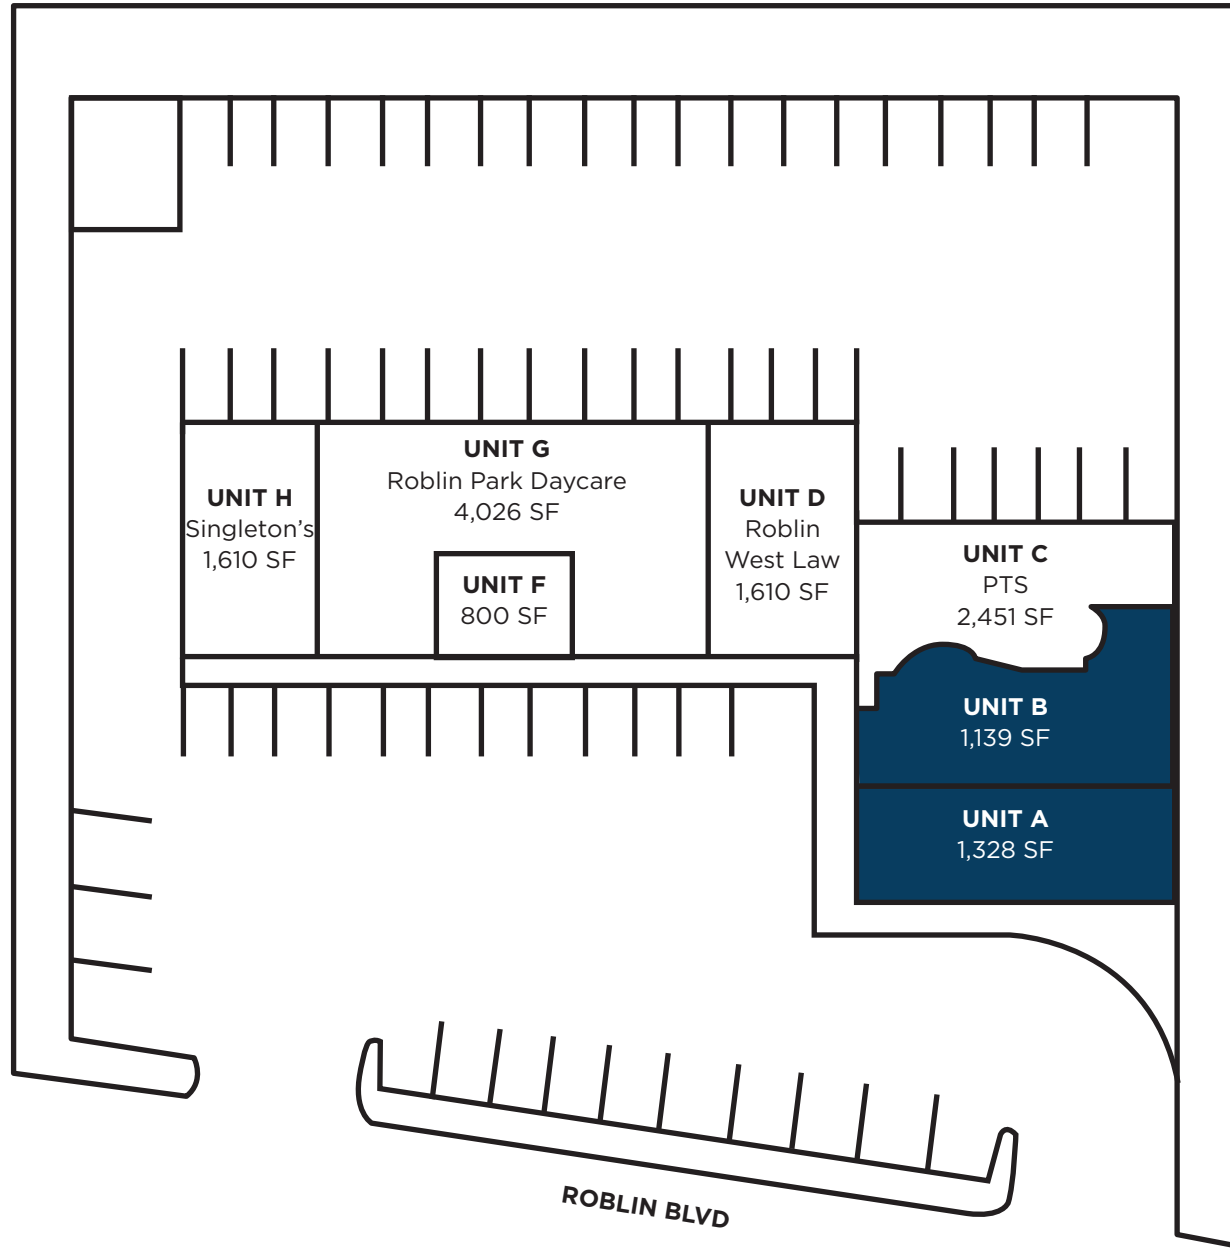 UNIT H
Singleton’s
1,610 SF
UNIT G
Roblin Park Daycare
4,026 SF
UNIT F
800 SF
UNIT D
Roblin
West Law
1,610 SF
UNIT C
PTS
2,451 SF
UNIT B
1,139 SF
UNIT A
1,328 SF
ROBLIN BLVD